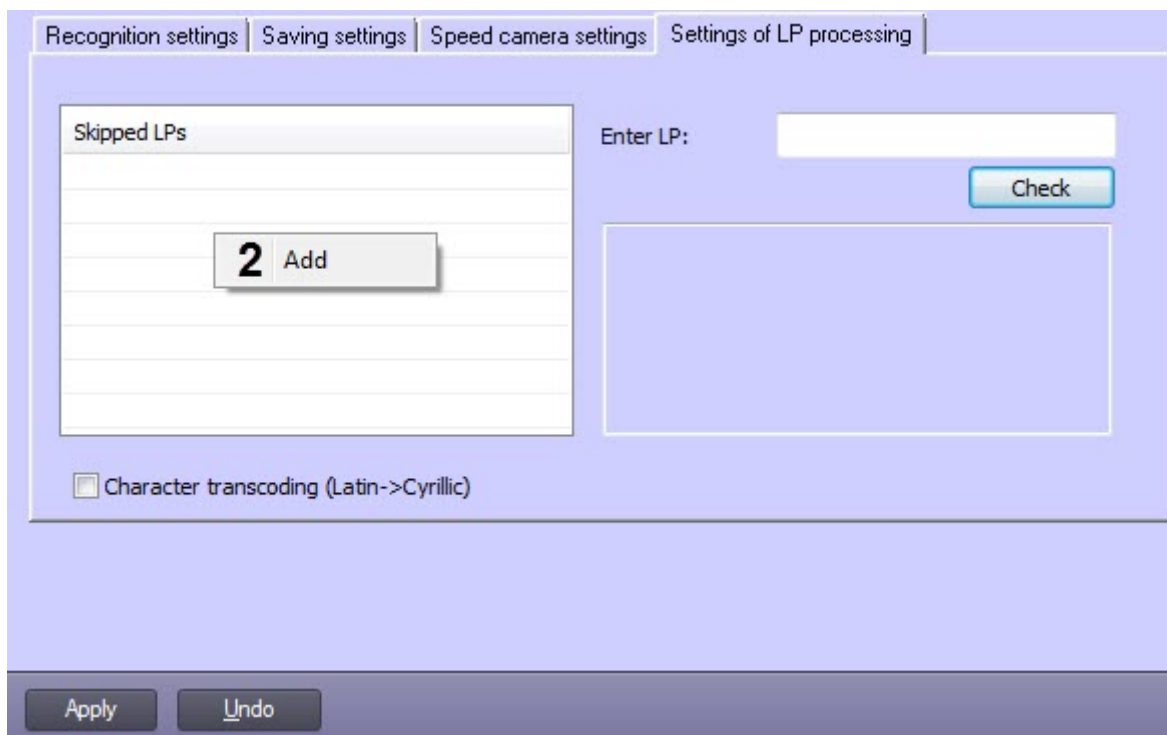 Recognition settings Saving settings Speed camera settings Settings of LP processing
Skipped LPs
Enter LP:
Check
2 Add
Character transcoding (Latin->Cyrillic)
Apply Undo